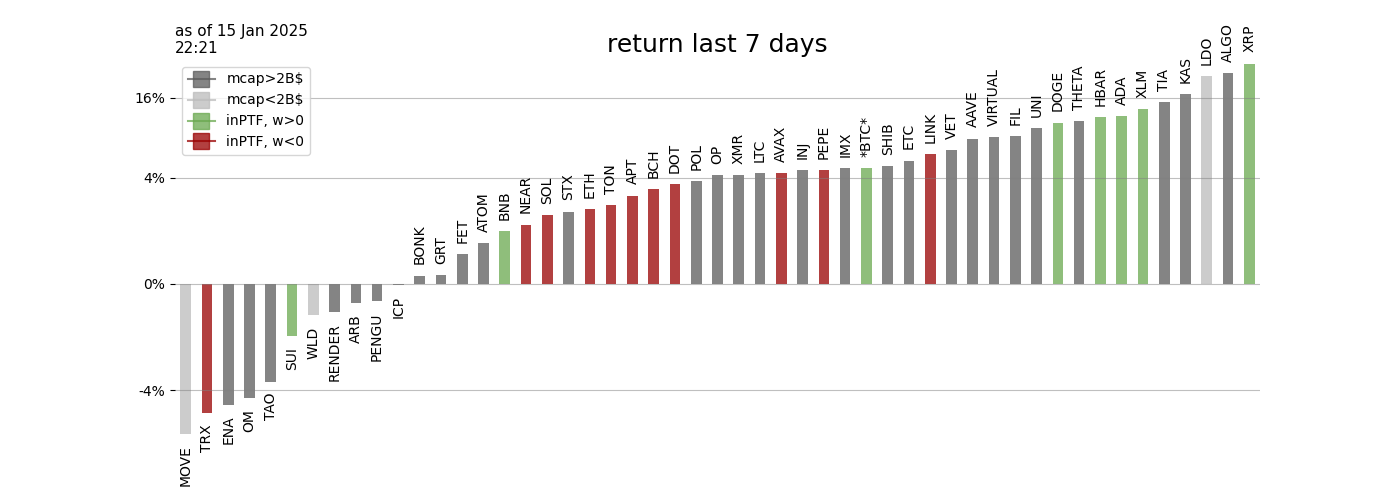 as of 15 Jan 2025
22:21
return last 7 days
mcap>2B$
mcap<2B$
inPTF, w>0
inPTF, w<0
16%
4%
0%
-4%
MOVE
TRX
ENA
OM
TAO
SUI
WLD
RENDER
ARB
PENGU
ICP
BONK
GRT
FET
ATOM
BNB
NEAR
SOL
STX
ETH
TON
APT
BCH
DOT
POL
OP
XMR
LTC
AVAX
INJ
PEPE
IMX
*BTC*
SHIB
ETC
LINK
VET
AAVE
VIRTUAL
FIL
UNI
DOGE
THETA
HBAR
ADA
XLM
TIA
KAS
LDO
ALGO
XRP